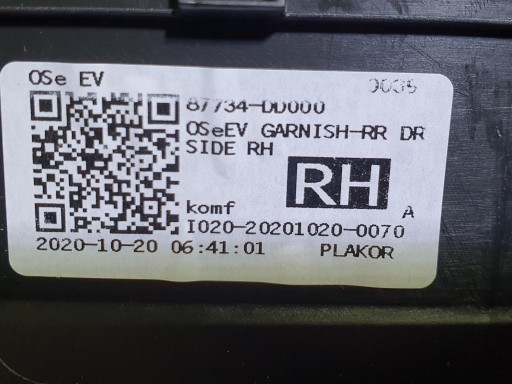 OSe EV
0035
87734-DD000
OSeEV GARNISH-RR DR
SIDE RH
RH
komf
A
I020-20201020-0070
2020-10-20 06:41:01
PLAKOR